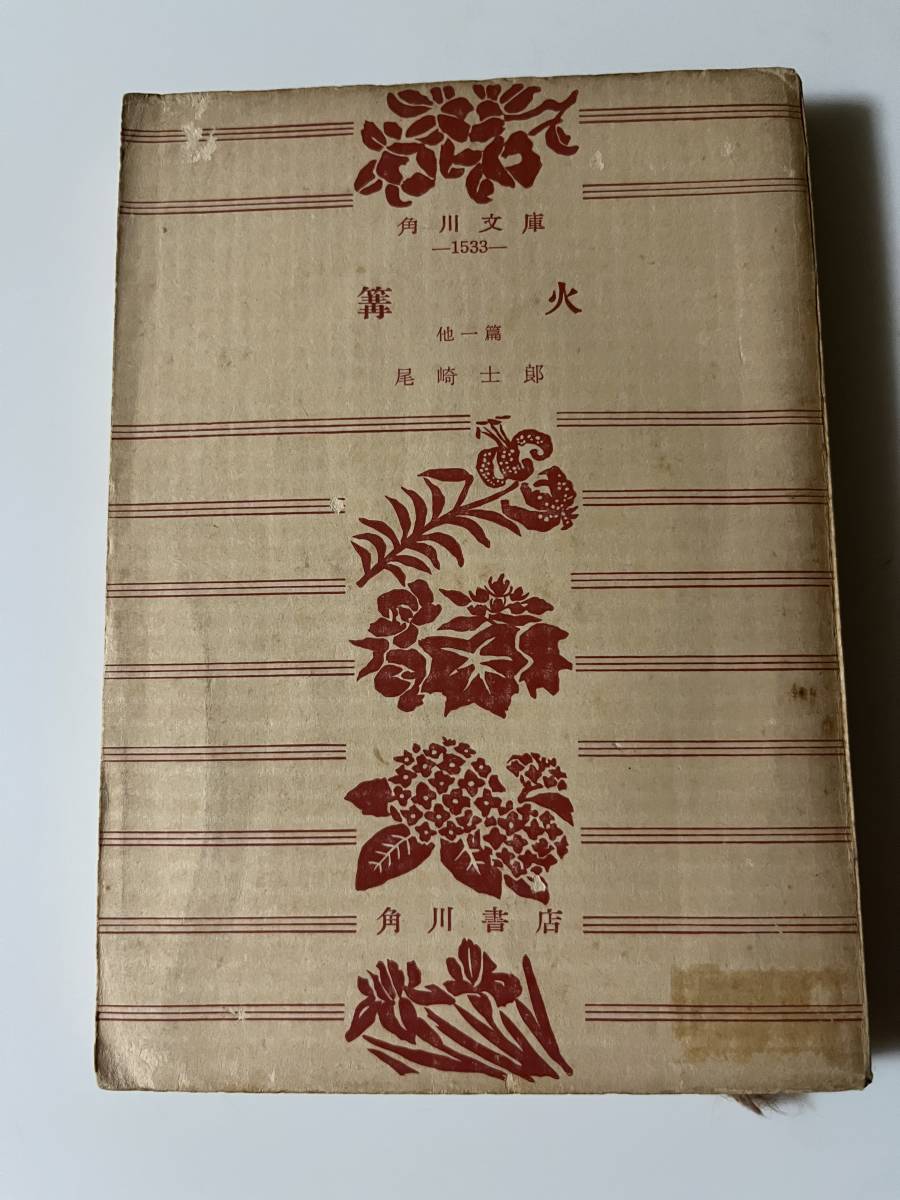 角川文庫
—1533—
篝火
他一篇
尾崎士郎
角川書店